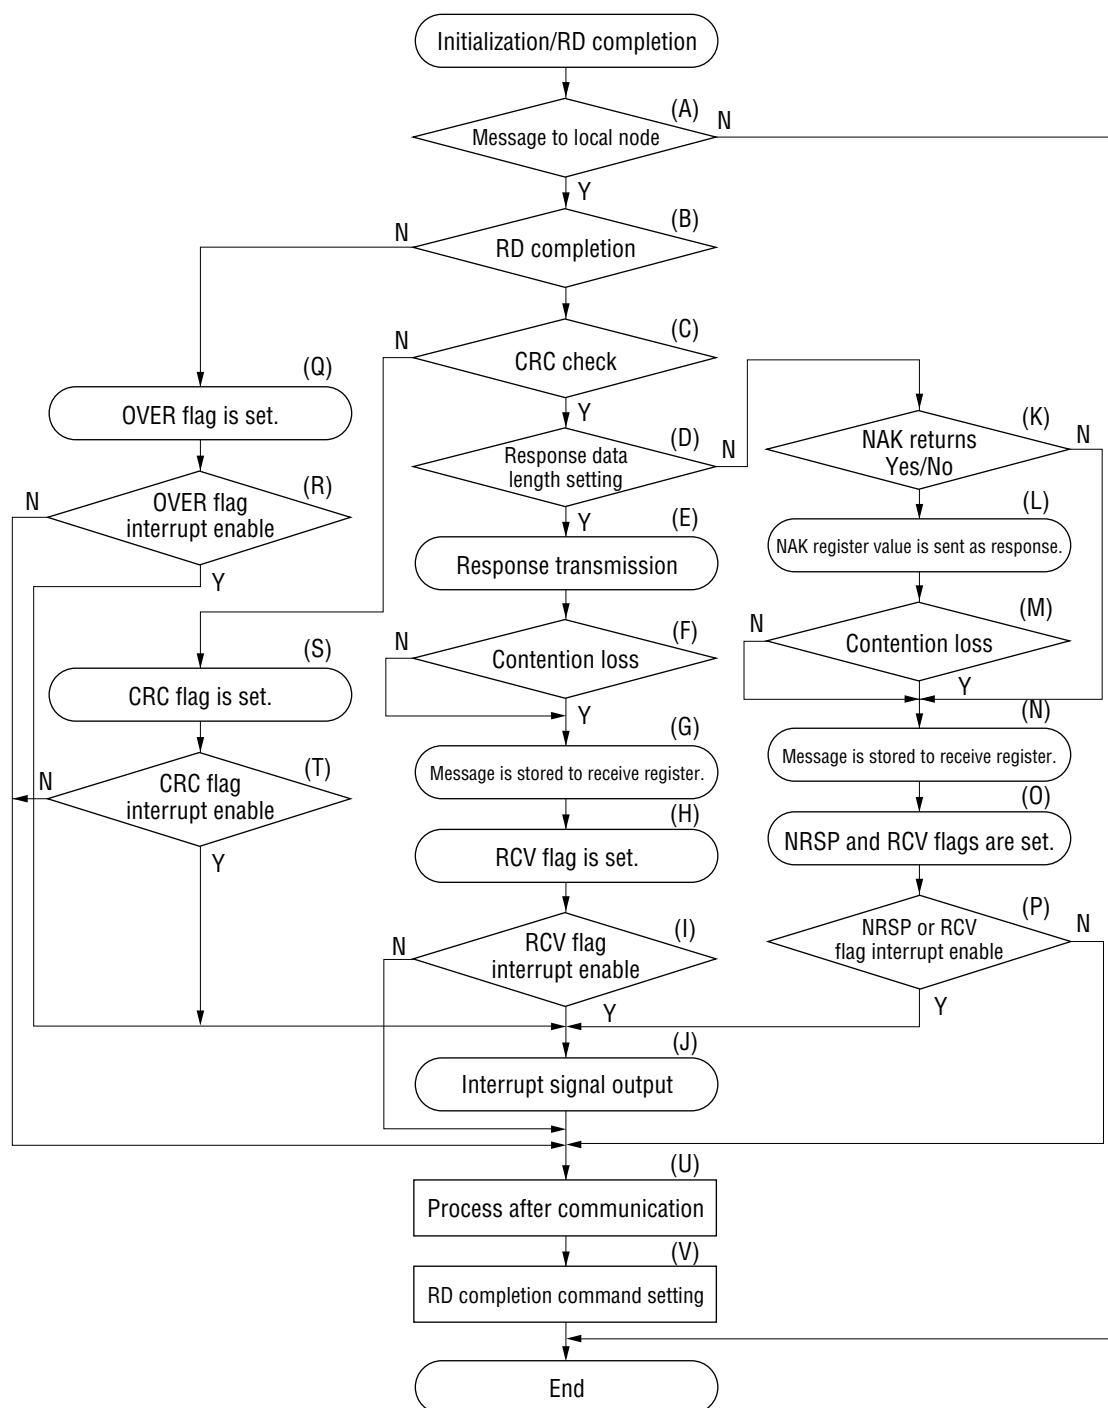 Initialization/RD completion
(A)
N
Message to local node
Y
(B)
N
RD completion
(C)
N
CRC check
Y
(Q)
OVER flag is set.
(K)
NAK returns
Yes/No
N
(D)
N
Response data
length setting
Y
(R)
N
OVER flag
interrupt enable
Y
(L)
NAK register value is sent as response.
(E)
Response transmission
(M)
N
Contention loss
Y
(F)
N
Contention loss
Y
(S)
CRC flag is set.
(N)
Message is stored to receive register.
(G)
Message is stored to receive register.
(T)
N
CRC flag
interrupt enable
Y
(O)
NRSP and RCV flags are set.
(H)
RCV flag is set.
(P)
N
NRSP or RCV
flag interrupt enable
Y
(I)
N
RCV flag
interrupt enable
Y
(J)
Interrupt signal output
(U)
Process after communication
(V)
RD completion command setting
End